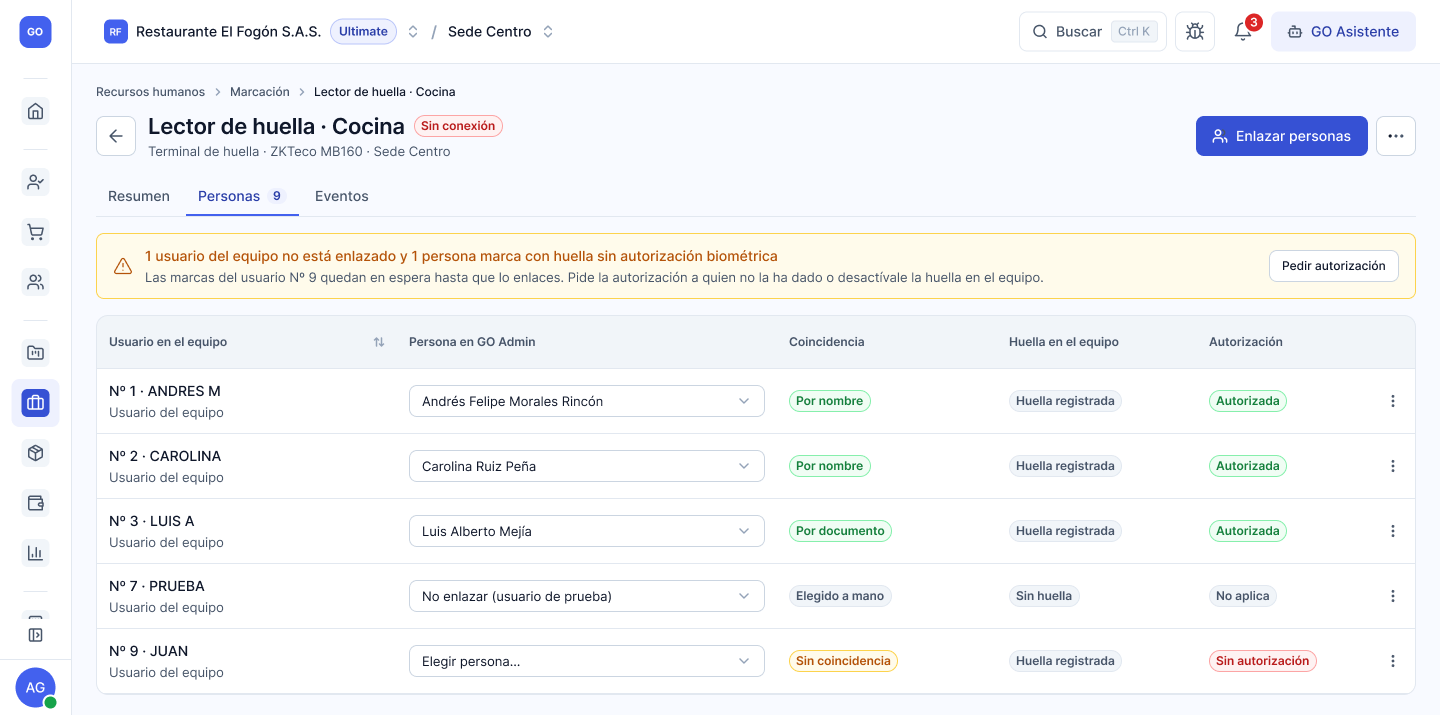 GO
RF Restaurante El Fogón S.A.S. Ultimate / Sede Centro
Buscar Ctrl K
3
GO Asistente
Recursos humanos > Marcación > Lector de huella · Cocina
Lector de huella · Cocina Sin conexión
Terminal de huella · ZKTeco MB160 · Sede Centro
Enlazar personas
Resumen Personas 9 Eventos
1 usuario del equipo no está enlazado y 1 persona marca con huella sin autorización biométrica
Las marcas del usuario Nº 9 quedan en espera hasta que lo enlaces. Pide la autorización a quien no la ha dado o desactívale la huella en el equipo.
Pedir autorización
Usuario en el equipo Persona en GO Admin Coincidencia Huella en el equipo Autorización
Nº 1 · ANDRES M
Usuario del equipo
Andrés Felipe Morales Rincón Por nombre Huella registrada Autorizada
Nº 2 · CAROLINA
Usuario del equipo
Carolina Ruiz Peña Por nombre Huella registrada Autorizada
Nº 3 · LUIS A
Usuario del equipo
Luis Alberto Mejía Por documento Huella registrada Autorizada
Nº 7 · PRUEBA
Usuario del equipo
No enlazar (usuario de prueba) Elegido a mano Sin huella No aplica
Nº 9 · JUAN
Usuario del equipo
Elegir persona... Sin coincidencia Huella registrada Sin autorización
AG